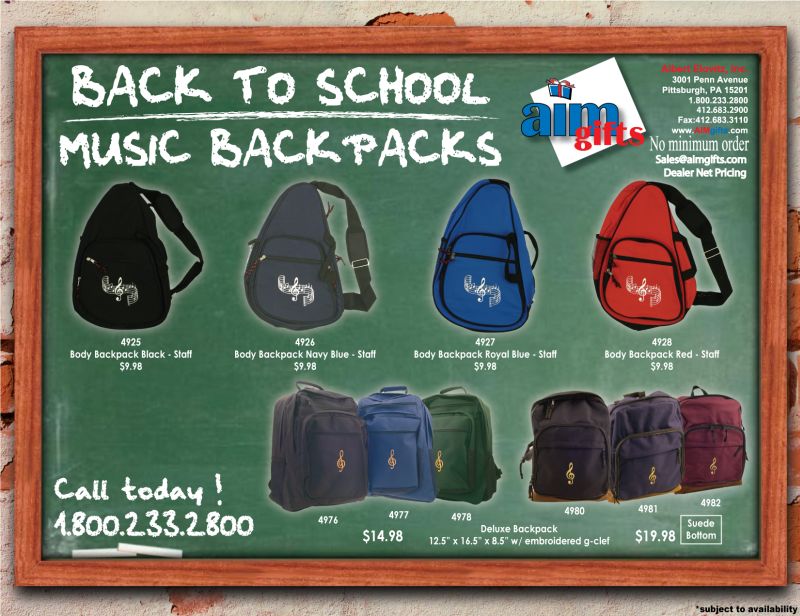 BACK TO SCHOOL
MUSIC BACKPACKS
aim
gifts
Albert Elovitz, Inc.
3001 Penn Avenue
Pittsburgh, PA 15201
1.800.233.2800
412.683.2900
Fax:412.683.3110
www.AIMgifts.com
No minimum order
Sales@aimgifts.com
Dealer Net Pricing
4925
Body Backpack Black - Staff
$9.98
4926
Body Backpack Navy Blue - Staff
$9.98
4927
Body Backpack Royal Blue - Staff
$9.98
4928
Body Backpack Red - Staff
$9.98
Call today !
1.800.233.2800
4976
4977
4978
$14.98
Deluxe Backpack
12.5" x 16.5" x 8.5" w/ embroidered g-clef
4980
4981
4982
$19.98
Suede
Bottom
*subject to availability